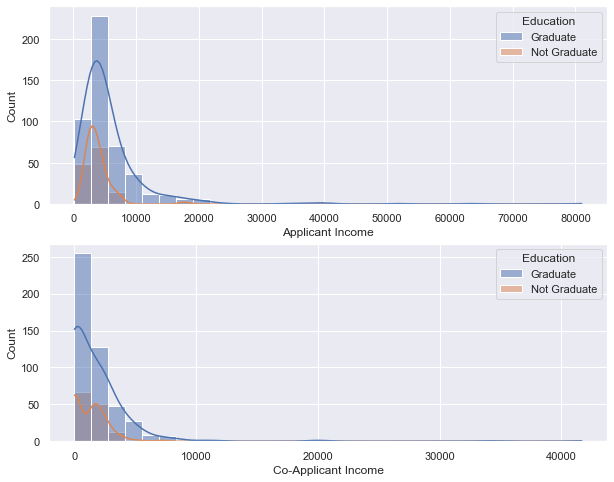 Education
Graduate
Not Graduate
200
150
100
50
0
Count
0 10000 20000 30000 40000 50000 60000 70000 80000
Applicant Income
Education
Graduate
Not Graduate
250
200
150
100
50
0
Count
0 10000 20000 30000 40000
Co-Applicant Income